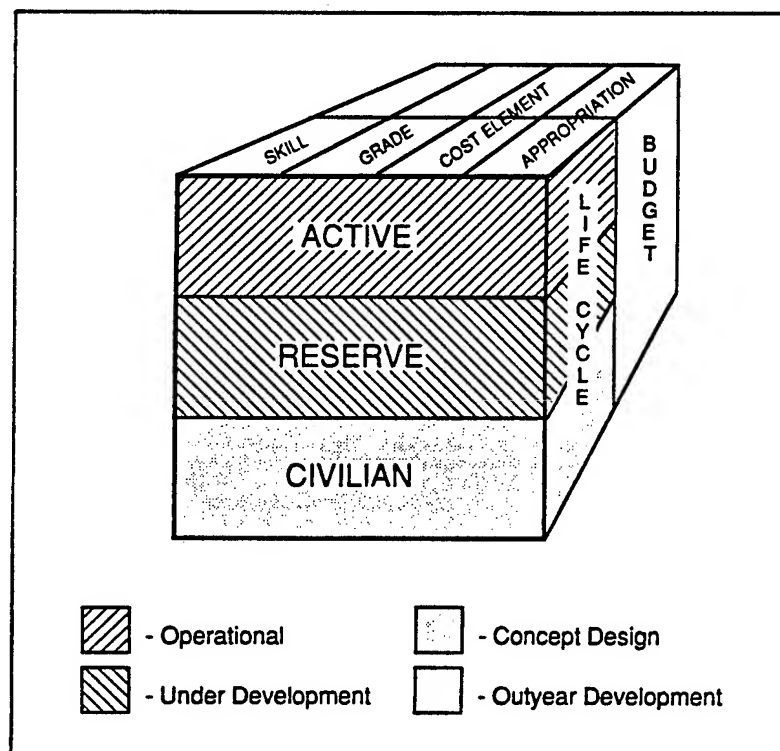 SKILL
GRADE
COST ELEMENT
APPROPRIATION
BUDGET
LIFE CYCLE
ACTIVE
RESERVE
CIVILIAN
- Operational
- Under Development
- Concept Design
- Outyear Development